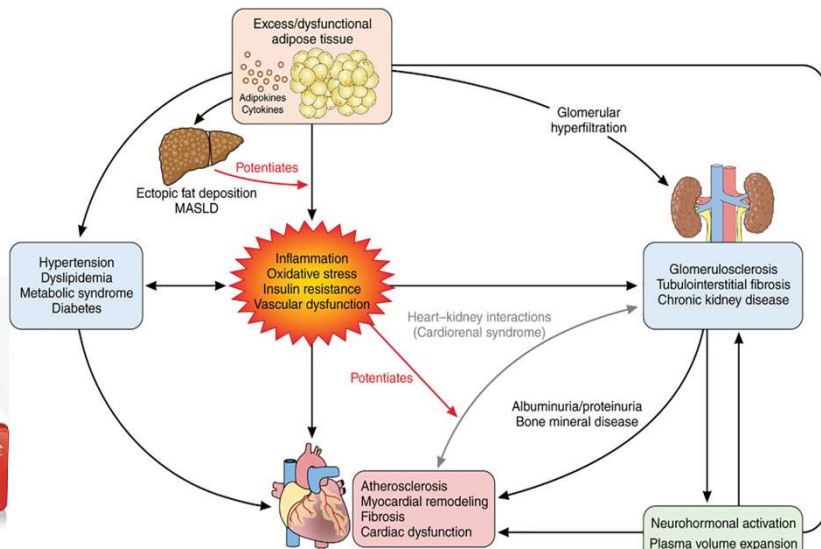 Excess/dysfunctional
adipose tissue
Adipokines
Cytokines
Glomerular
hyperfiltration
Potentiates
Ectopic fat deposition
MASLD
Hypertension
Dyslipidemia
Metabolic syndrome
Diabetes
Inflammation
Oxidative stress
Insulin resistance
Vascular dysfunction
Glomerulosclerosis
Tubulointerstitial fibrosis
Chronic kidney disease
Heart–kidney interactions
(Cardiorenal syndrome)
Potentiates
Albuminuria/proteinuria
Bone mineral disease
Atherosclerosis
Myocardial remodeling
Fibrosis
Cardiac dysfunction
Neurohormonal activation
Plasma volume expansion